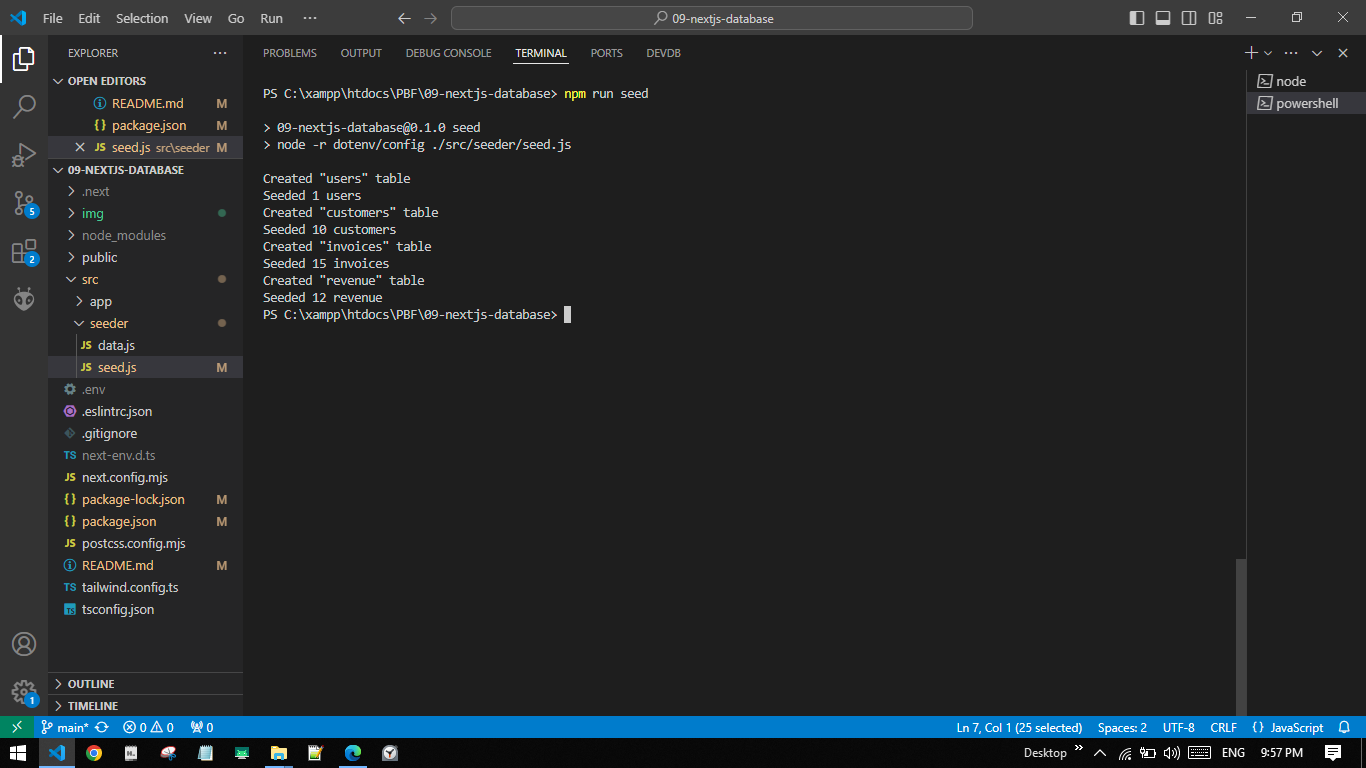 File Edit Selection View Go Run ··· 09-nextjs-database
EXPLORER ···
OPEN EDITORS
README.md M
package.json M
JS seed.js src\seeder M
09-NEXTJS-DATABASE
.next
img
node_modules
public
src
app
seeder
JS data.js
JS seed.js M
.env
.eslintrc.json
.gitignore
TS next-env.d.ts
JS next.config.mjs
{} package-lock.json M
{} package.json M
JS postcss.config.mjs
README.md M
TS tailwind.config.ts
TS tsconfig.json
OUTLINE
TIMELINE
5
2
1
PROBLEMS OUTPUT DEBUG CONSOLE TERMINAL PORTS DEVDB
PS C:\xampp\htdocs\PBF\09-nextjs-database> npm run seed
> 09-nextjs-database@0.1.0 seed
> node -r dotenv/config ./src/seeder/seed.js
Created "users" table
Seeded 1 users
Created "customers" table
Seeded 10 customers
Created "invoices" table
Seeded 15 invoices
Created "revenue" table
Seeded 12 revenue
PS C:\xampp\htdocs\PBF\09-nextjs-database>
node
powershell
main* 0 0 0 Ln 7, Col 1 (25 selected) Spaces: 2 UTF-8 CRLF {} JavaScript
Desktop ENG 9:57 PM